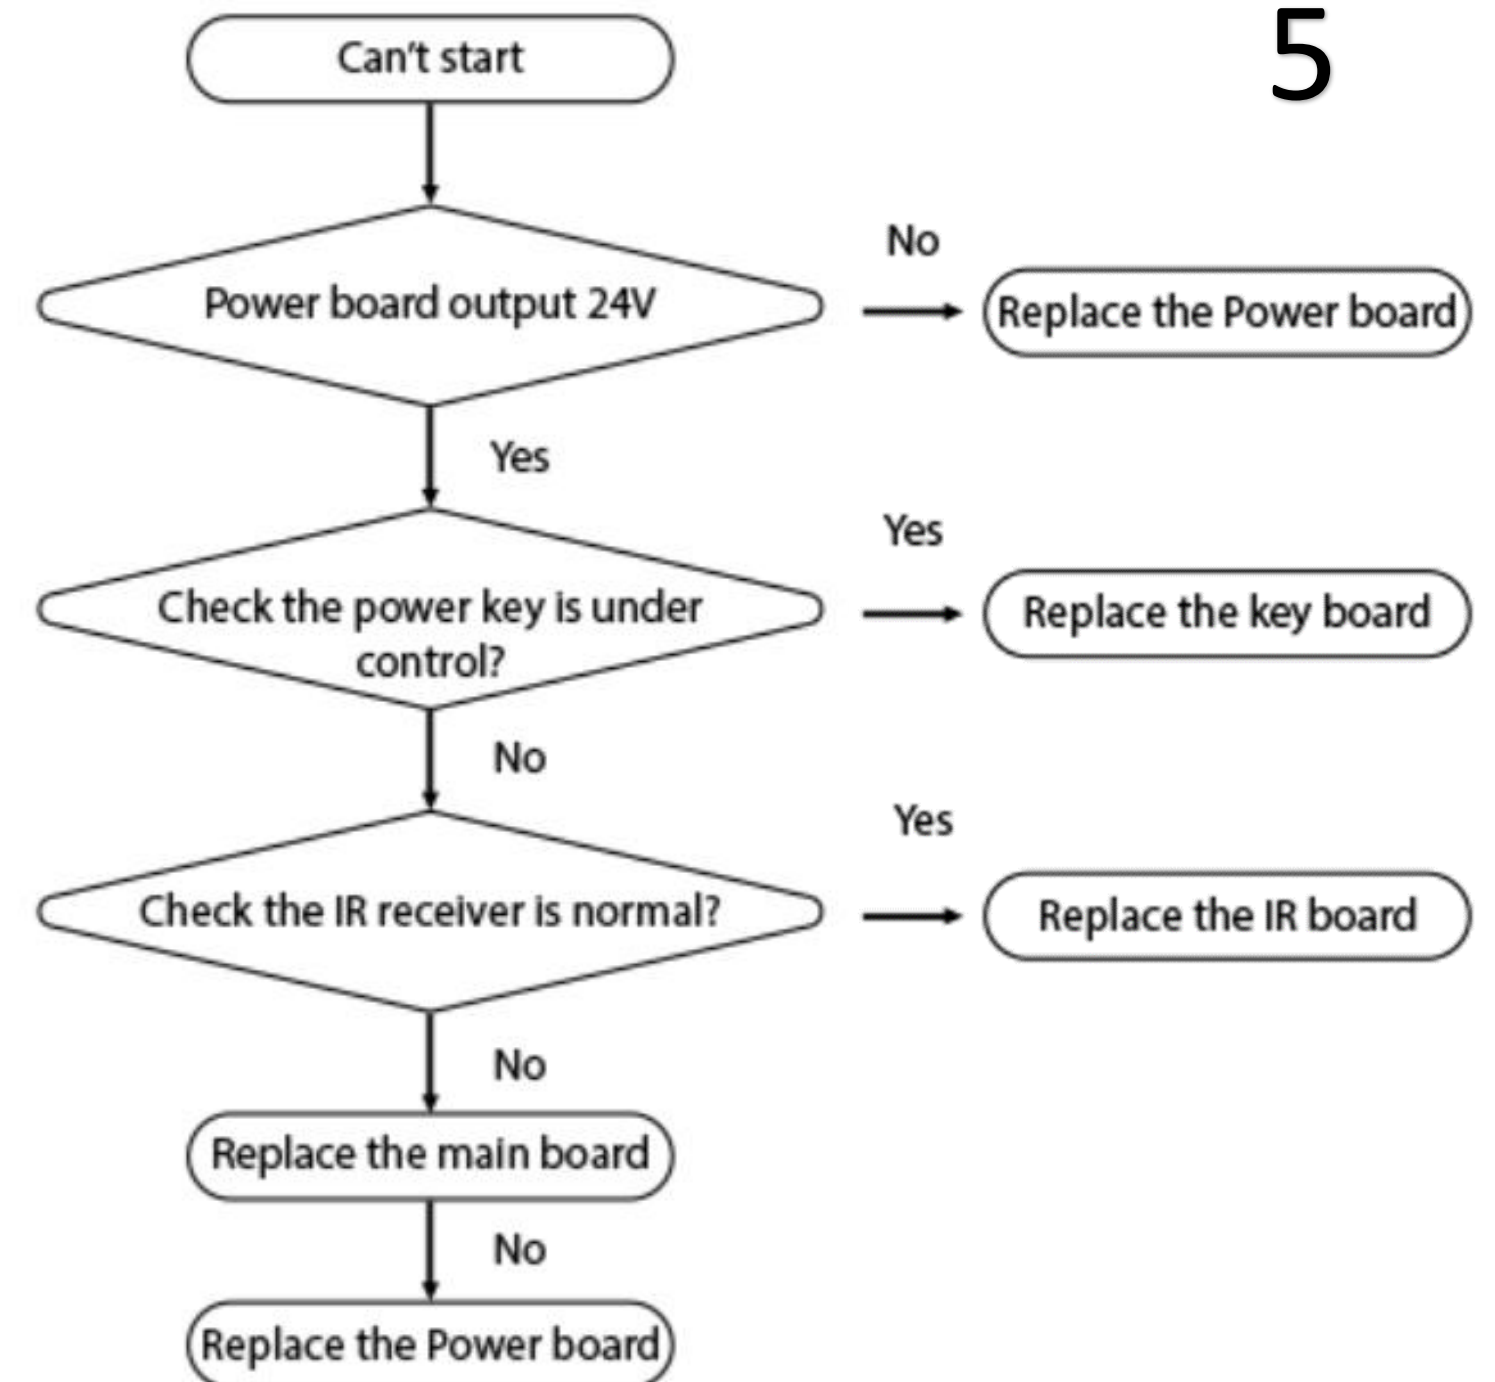 5
Can't start
Power board output 24V
No
Replace the Power board
Yes
Check the power key is under
control?
Yes
Replace the key board
No
Check the IR receiver is normal?
Yes
Replace the IR board
No
Replace the main board
No
Replace the Power board